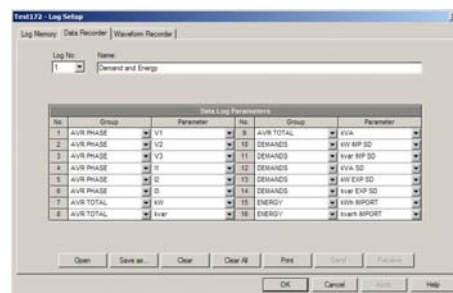 Test172 - Log Setup
Log Memory Data Recorder Waveform Recorder
Log No: Name:
1 Demand and Energy
Data Log Parameters
No. Group Parameter No. Group Parameter
1 AVR PHASE V1 9 AVR TOTAL kVA
2 AVR PHASE V2 10 DEMANDS kW IMP SD
3 AVR PHASE V3 11 DEMANDS kvar IMP SD
4 AVR PHASE I1 12 DEMANDS kVA SD
5 AVR PHASE I2 13 DEMANDS kW EXP SD
6 AVR PHASE I3 14 DEMANDS kvar EXP SD
7 AVR TOTAL kW 15 ENERGY kWh IMPORT
8 AVR TOTAL kvar 16 ENERGY kvarh IMPORT
Open Save as... Clear Clear All Print Send Receive
OK Cancel Apply Help